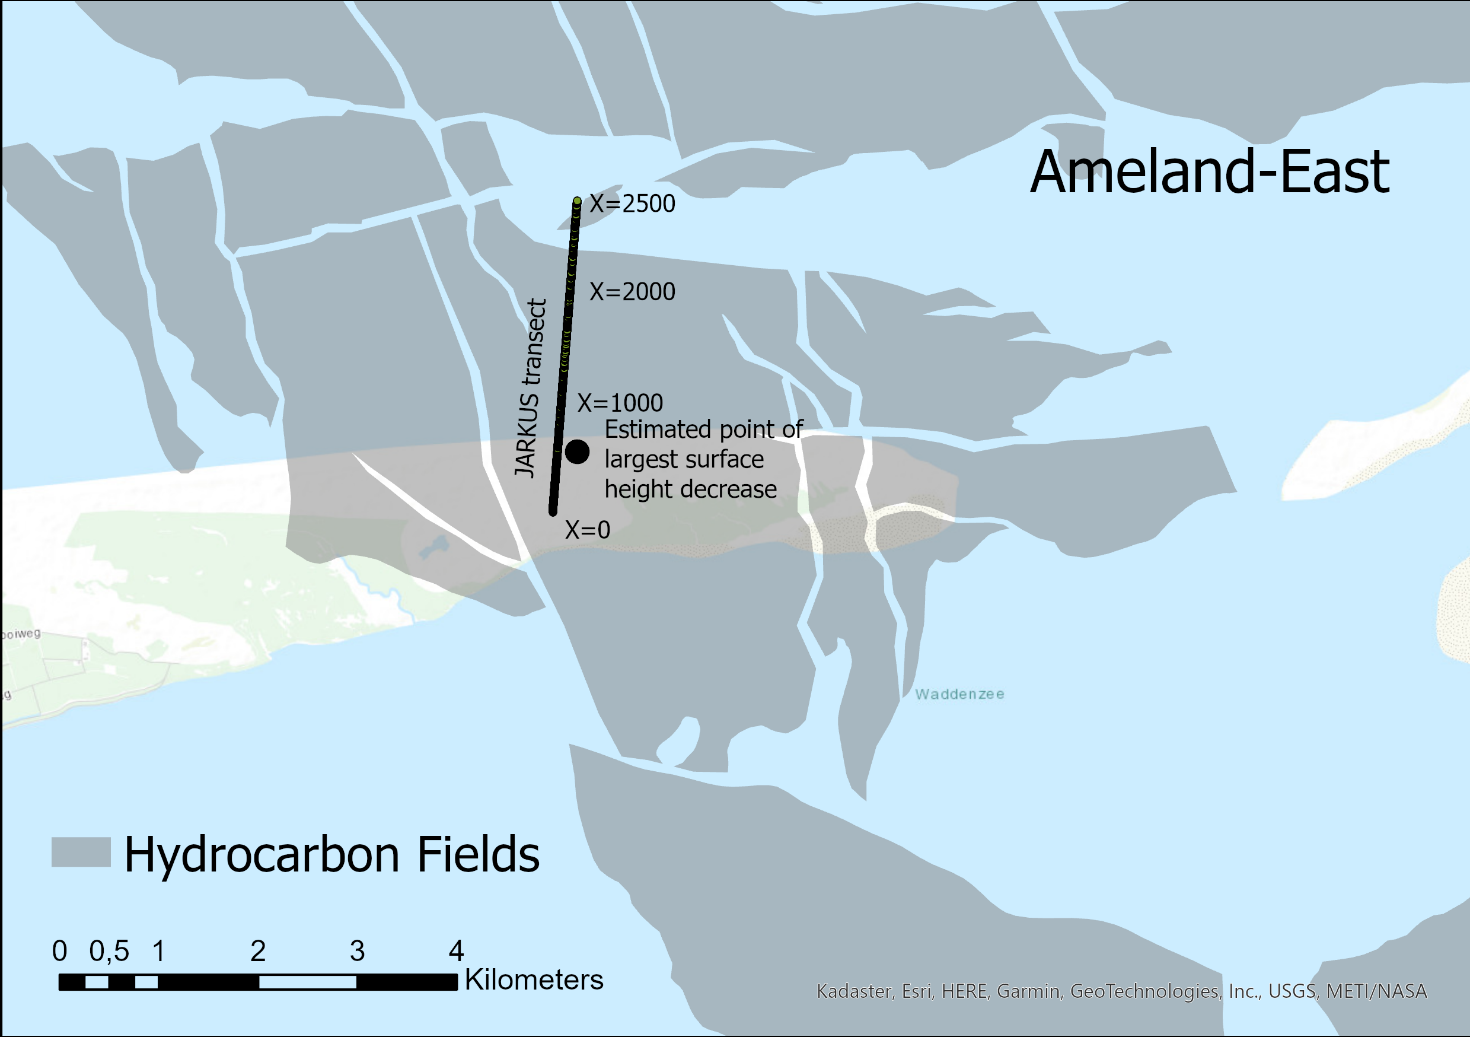 Ameland-East
X=2500
X=2000
JARKUS transect
X=1000
Estimated point of
largest surface
height decrease
X=0
ooiweg
g
Waddenzee
Hydrocarbon Fields
0 0,5 1 2 3 4
Kilometers
Kadaster, Esri, HERE, Garmin, GeoTechnologies, Inc., USGS, METI/NASA